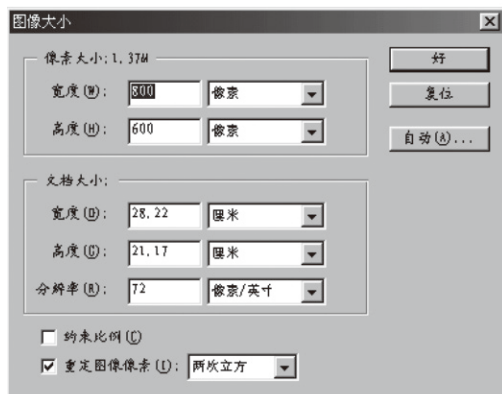 图像大小
像素大小:1.37M
宽度(W): 800 像素
高度(H): 600 像素
好
复位
自动(A)...
文档大小:
宽度(D): 28.22 厘米
高度(G): 21.17 厘米
分辨率(R): 72 像素/英寸
约束比例(C)
重定图像像素(I): 两次立方